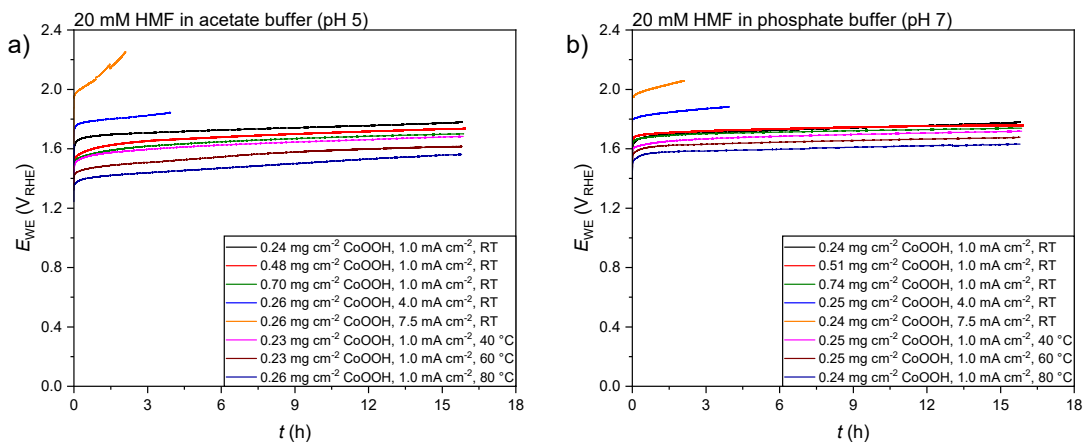 20 mM HMF in acetate buffer (pH 5)
a)
2.4
2.0
1.6
1.2
0.8
0.4
0.0
E_WE (V_RHE)
0.24 mg cm⁻² CoOOH, 1.0 mA cm⁻², RT
0.48 mg cm⁻² CoOOH, 1.0 mA cm⁻², RT
0.70 mg cm⁻² CoOOH, 1.0 mA cm⁻², RT
0.26 mg cm⁻² CoOOH, 4.0 mA cm⁻², RT
0.26 mg cm⁻² CoOOH, 7.5 mA cm⁻², RT
0.23 mg cm⁻² CoOOH, 1.0 mA cm⁻², 40 °C
0.23 mg cm⁻² CoOOH, 1.0 mA cm⁻², 60 °C
0.26 mg cm⁻² CoOOH, 1.0 mA cm⁻², 80 °C
0 3 6 9 12 15 18
t (h)
20 mM HMF in phosphate buffer (pH 7)
b)
2.4
2.0
1.6
1.2
0.8
0.4
0.0
E_WE (V_RHE)
0.24 mg cm⁻² CoOOH, 1.0 mA cm⁻², RT
0.51 mg cm⁻² CoOOH, 1.0 mA cm⁻², RT
0.74 mg cm⁻² CoOOH, 1.0 mA cm⁻², RT
0.25 mg cm⁻² CoOOH, 4.0 mA cm⁻², RT
0.24 mg cm⁻² CoOOH, 7.5 mA cm⁻², RT
0.25 mg cm⁻² CoOOH, 1.0 mA cm⁻², 40 °C
0.25 mg cm⁻² CoOOH, 1.0 mA cm⁻², 60 °C
0.24 mg cm⁻² CoOOH, 1.0 mA cm⁻², 80 °C
0 3 6 9 12 15 18
t (h)